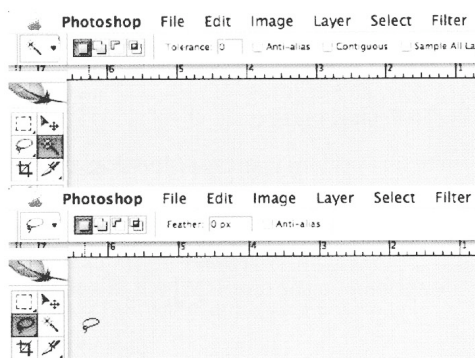 Photoshop File Edit Image Layer Select Filter
Tolerance: 0 Anti-alias Contiguous Sample All La
6 5 4 3 2 1
Photoshop File Edit Image Layer Select Filter
Feather: 0 px Anti-alias
6 5 4 3 2 1